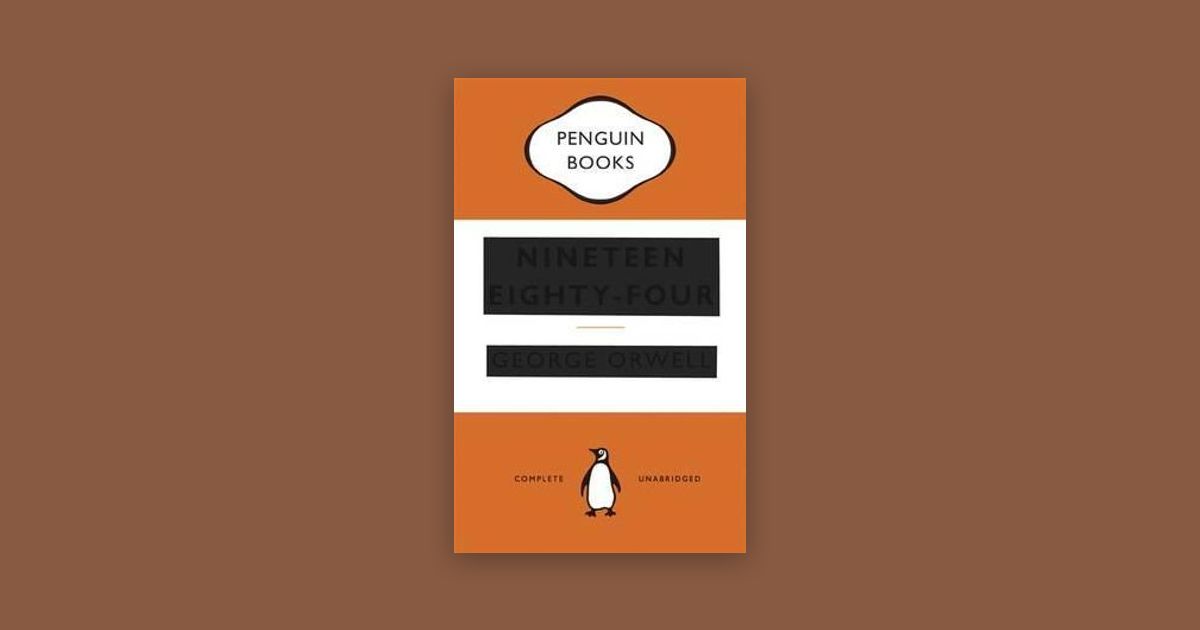 PENGUIN
BOOKS
NINETEEN
EIGHTY-FOUR
GEORGE ORWELL
COMPLETE UNABRIDGED